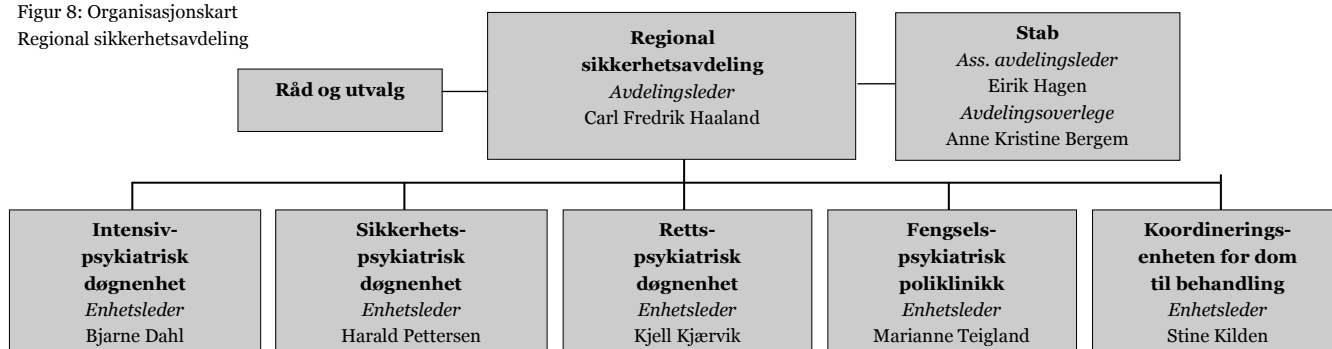 Figur 8: Organisasjonskart
Regional sikkerhetsavdeling
Råd og utvalg
Regional
sikkerhetsavdeling
Avdelingsleder
Carl Fredrik Haaland
Stab
Ass. avdelingsleder
Eirik Hagen
Avdelingsoverlege
Anne Kristine Bergem
Intensiv-
psykiatrisk
døgnenhet
Enhetsleder
Bjarne Dahl
Sikkerhets-
psykiatrisk
døgnenhet
Enhetsleder
Harald Pettersen
Retts-
psykiatrisk
døgnenhet
Enhetsleder
Kjell Kjærvik
Fengsels-
psykiatrisk
poliklinikk
Enhetsleder
Marianne Teigland
Koordinerings-
enheten for dom
til behandling
Enhetsleder
Stine Kilden